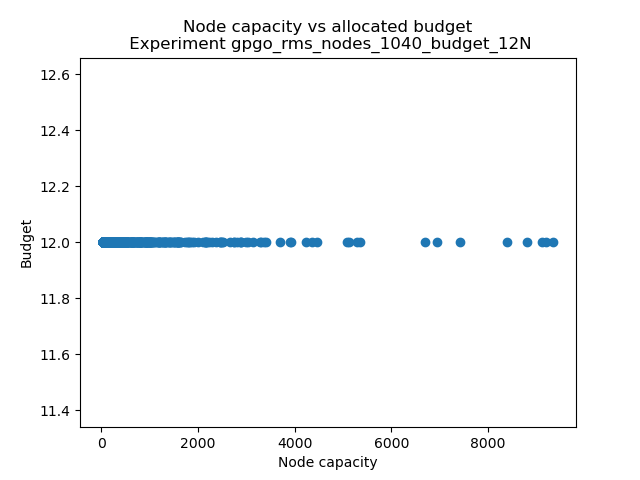 Node capacity vs allocated budget
Experiment gpgo_rms_nodes_1040_budget_12N
12.6
12.4
12.2
12.0
11.8
11.6
11.4
Budget
0 2000 4000 6000 8000
Node capacity